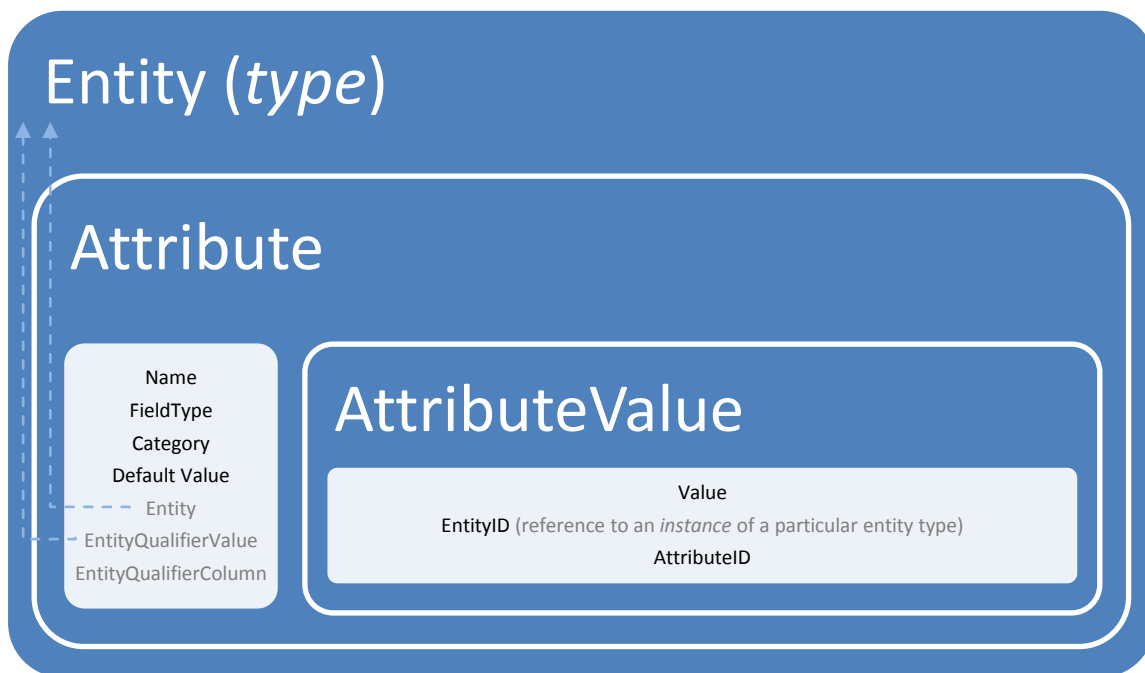 Entity (type)
Attribute
Name
FieldType
Category
Default Value
Entity
EntityQualifierValue
EntityQualifierColumn
AttributeValue
Value
EntityID (reference to an instance of a particular entity type)
AttributeID